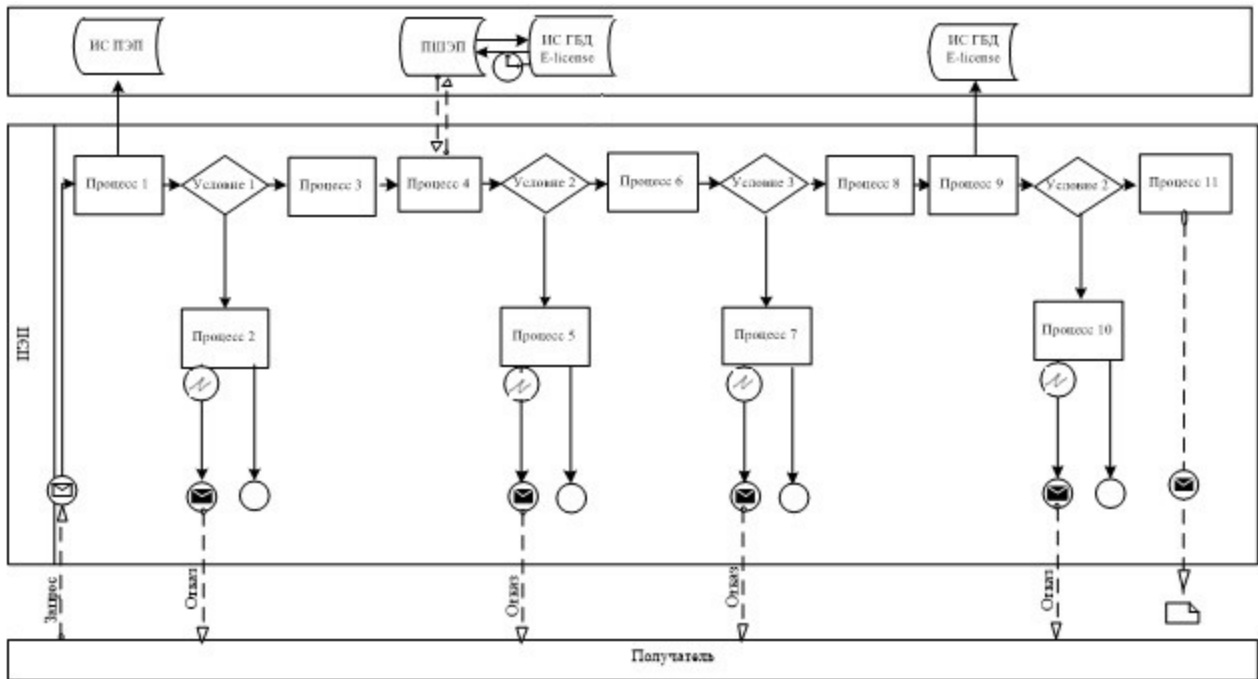 ИС ПЭП
ПШЭП
ИС ГБД
E-license
ИС ГБД
E-license
ПЭП
Процесс 1
Условие 1
Процесс 3
Процесс 4
Условие 2
Процесс 6
Условие 3
Процесс 8
Процесс 9
Условие 2
Процесс 11
Процесс 2
Процесс 5
Процесс 7
Процесс 10
Запрос
Отказ
Отказ
Отказ
Отказ
Получатель